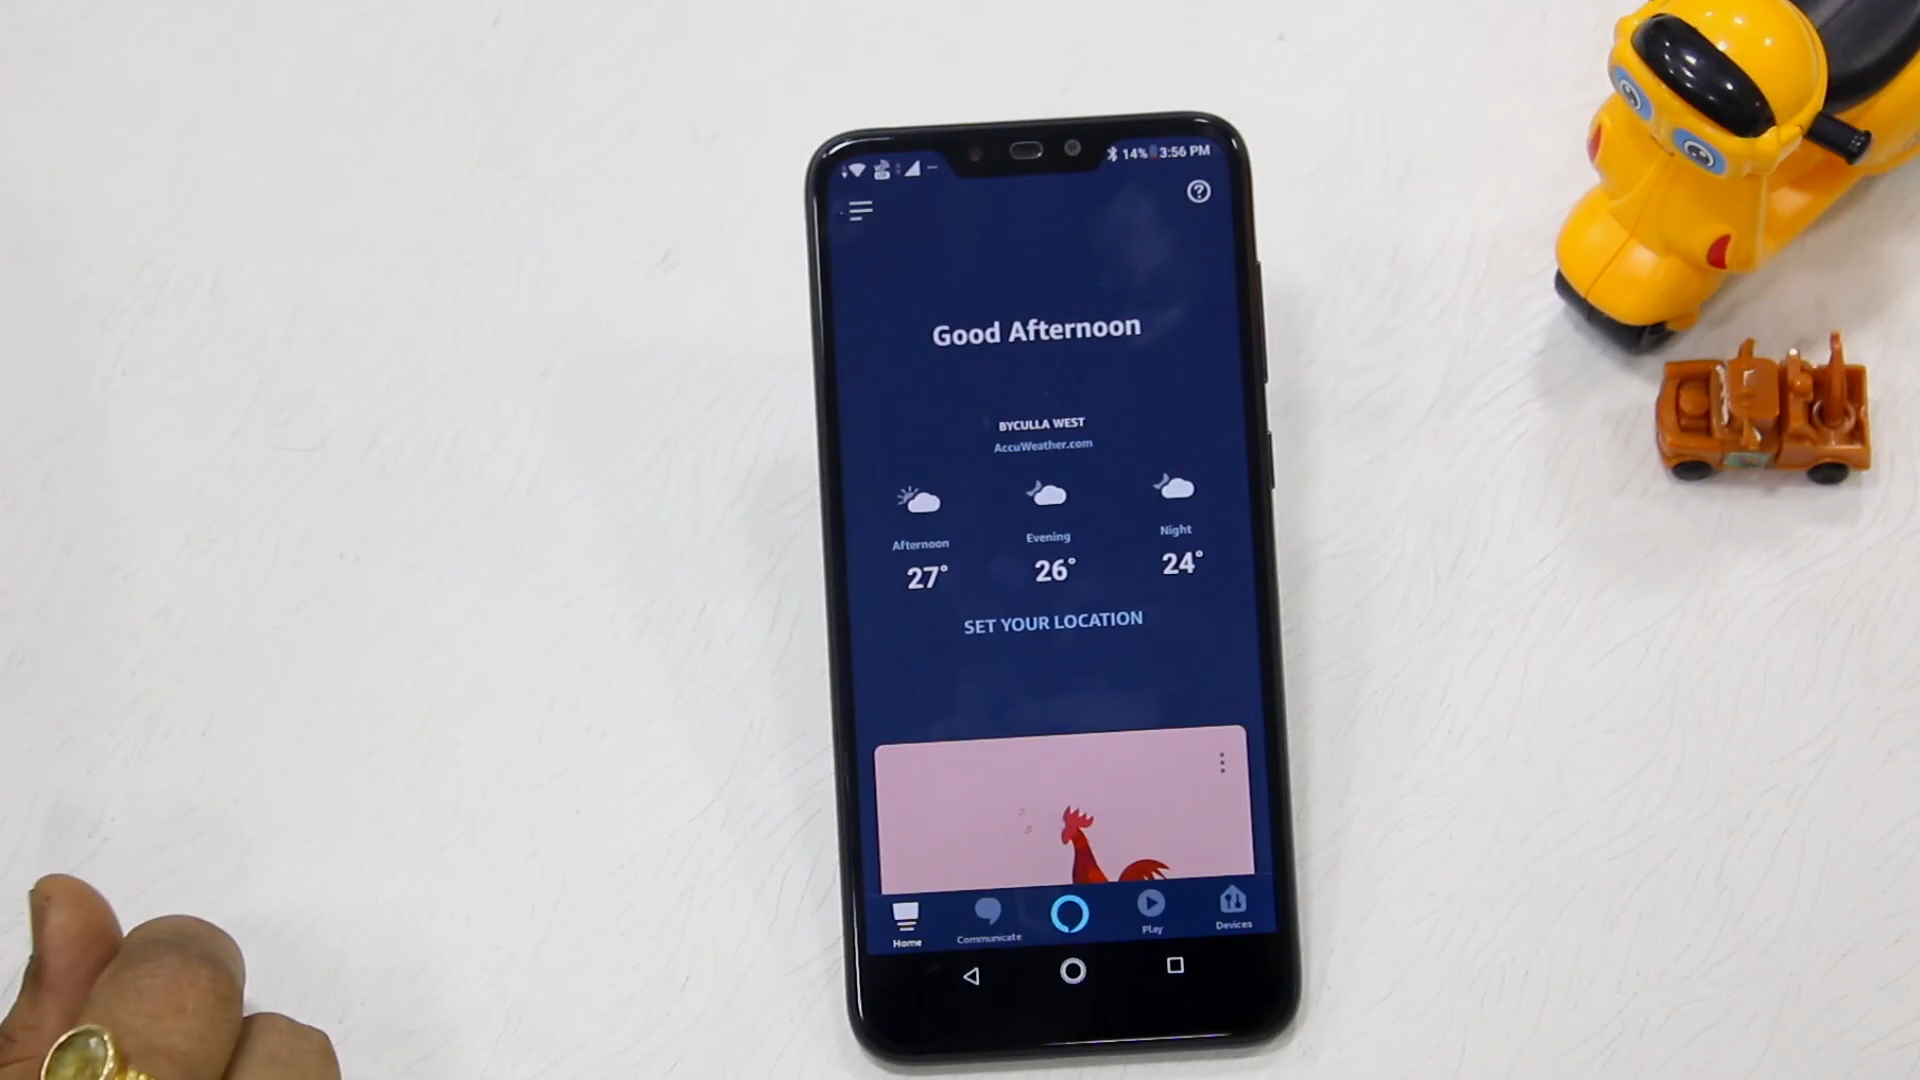 14% 3:56 PM
Good Afternoon
BYCULLA WEST
AccuWeather.com
Afternoon Evening Night
27° 26° 24°
SET YOUR LOCATION
Home Communicate Play Devices